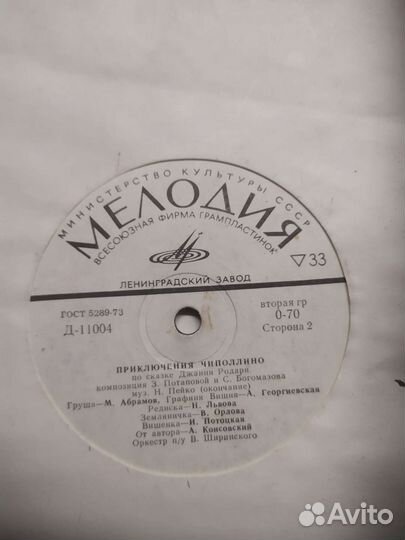 МИНИСТЕРСТВО КУЛЬТУРЫ СССР
МЕЛОДИЯ
ВСЕСОЮЗНАЯ ФИРМА ГРАМПЛАСТИНОК
▽33
ЛЕНИНГРАДСКИЙ ЗАВОД
ГОСТ 5289-73
Д-11004
вторая гр
0-70
Сторона 2
ПРИКЛЮЧЕНИЯ ЧИПОЛЛИНО
по сказке Джанни Родари
композиция З. Потаповой и С. Богомазова
муз. Н. Пейко (окончание)
Груша—М. Абрамов, Графиня Вишня—А. Георгиевская
Редиска—Н. Львова
Земляничка—В. Орлова
Вишенка—И. Потоцкая
От автора—А. Консовский
Оркестр п/у В. Ширинского
Avito